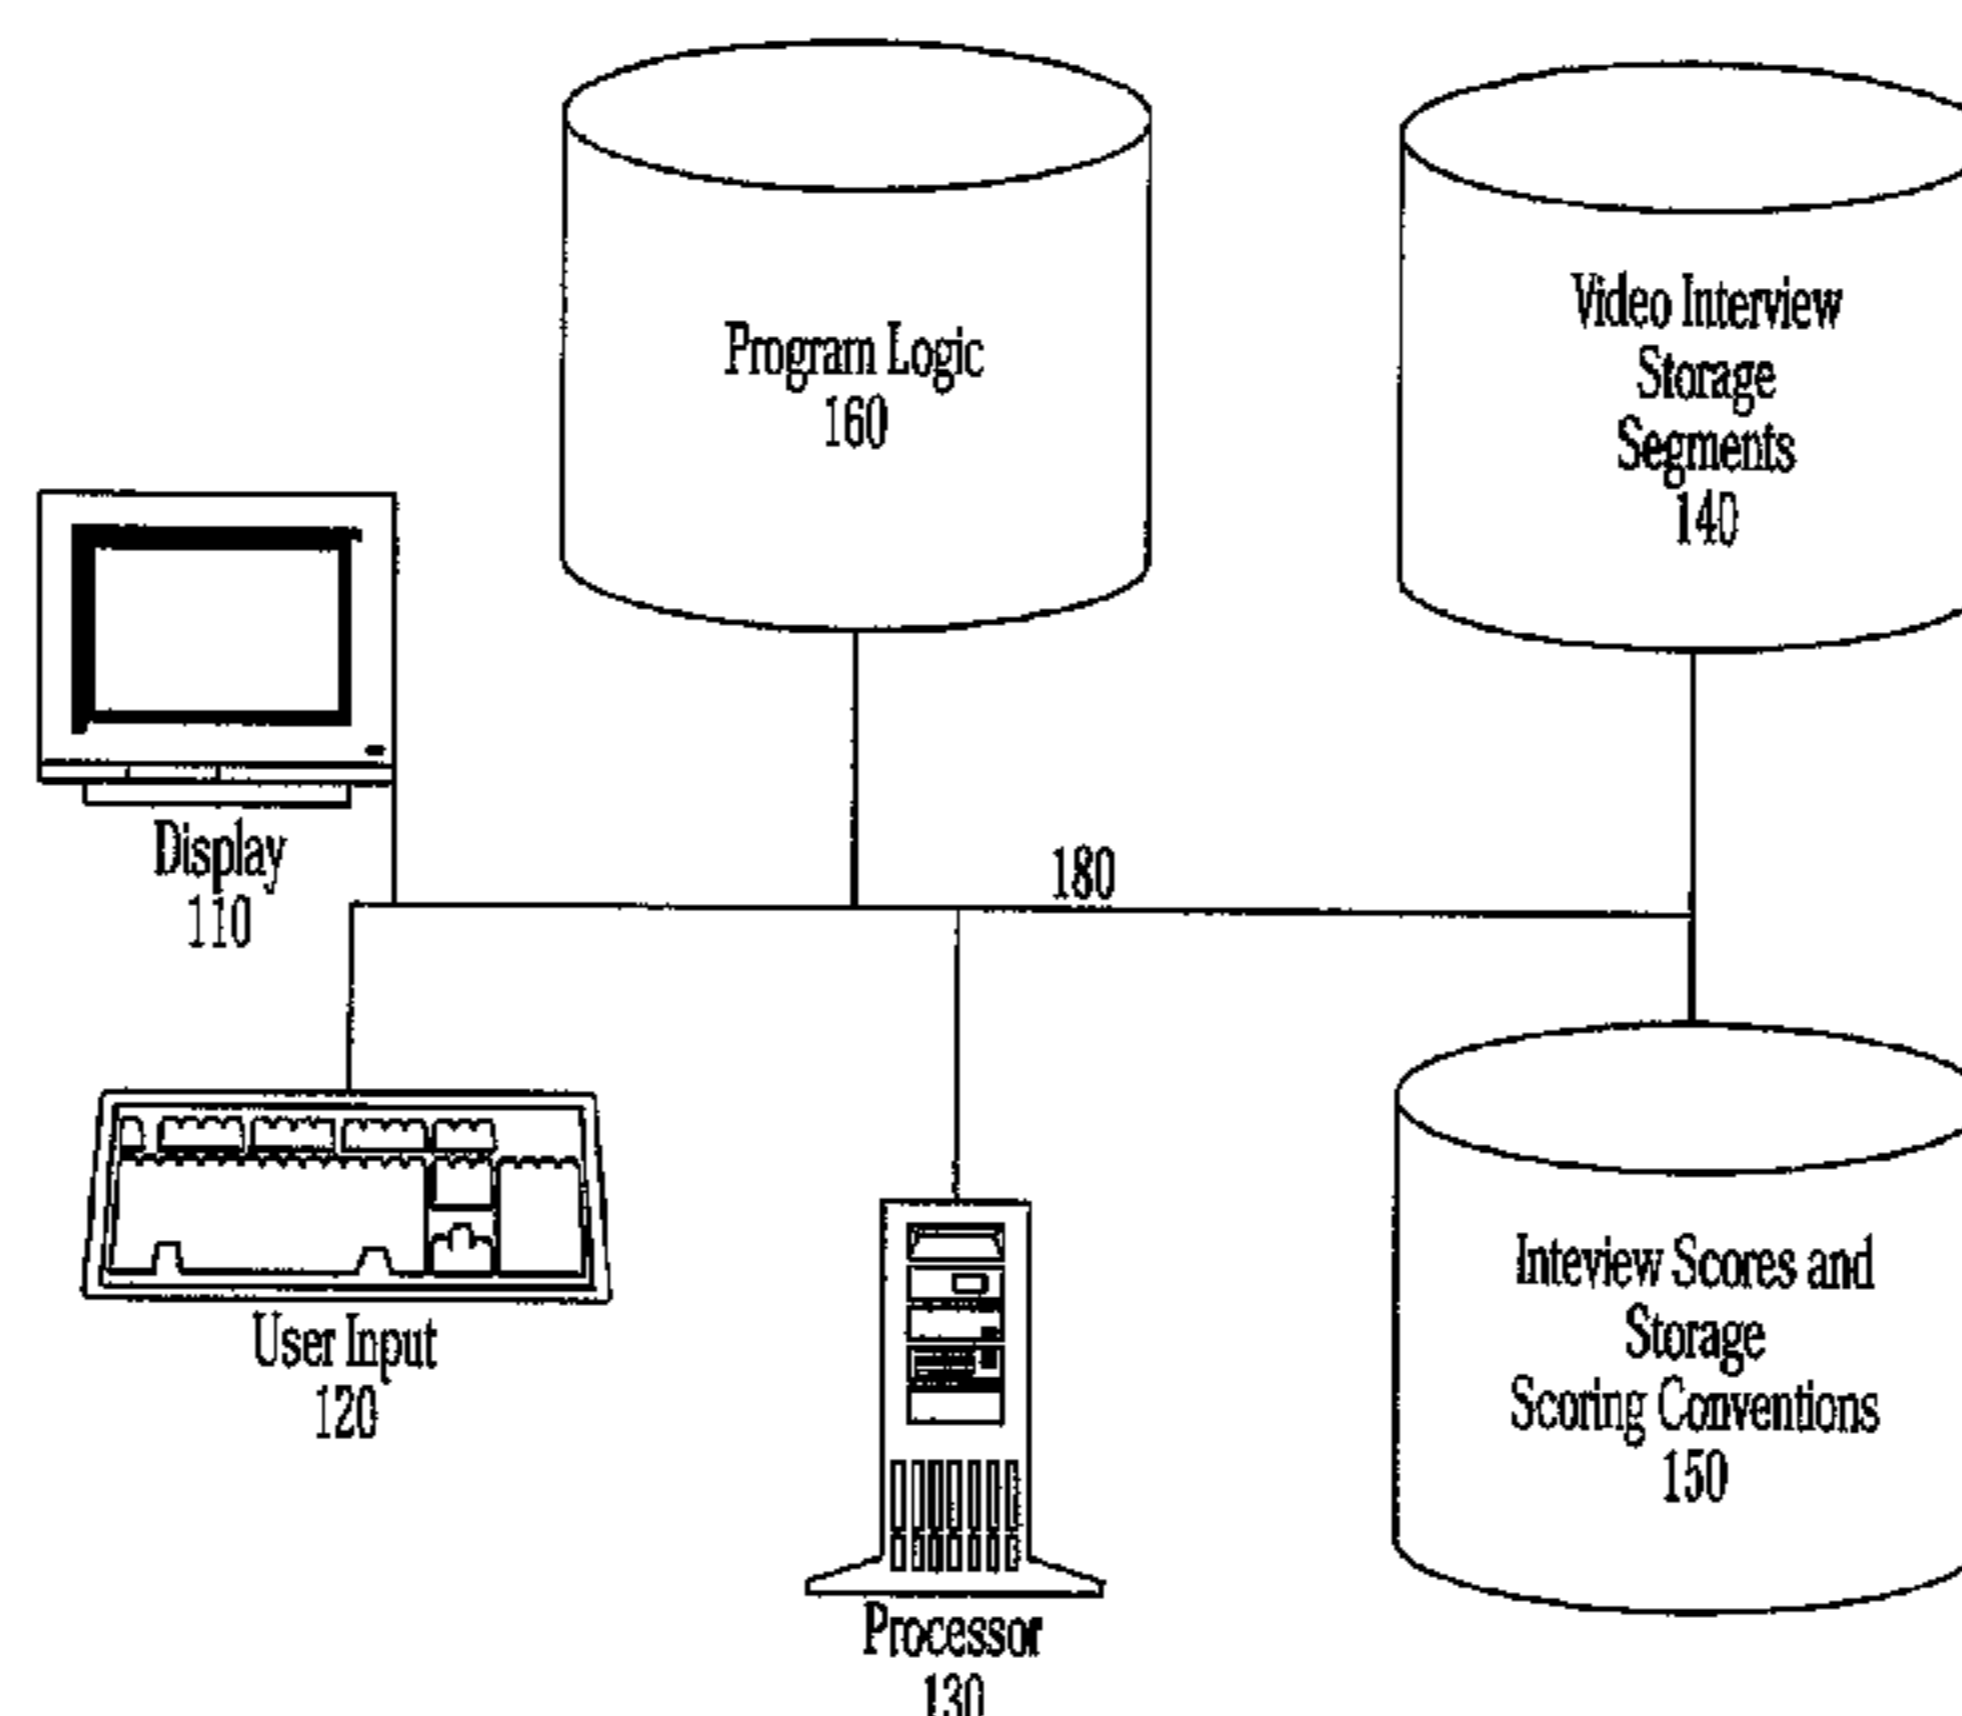 Program Logic
160
Video Interview
Storage
Segments
140
Display
110
180
User Input
120
Processor
130
Inteview Scores and
Storage
Scoring Conventions
150